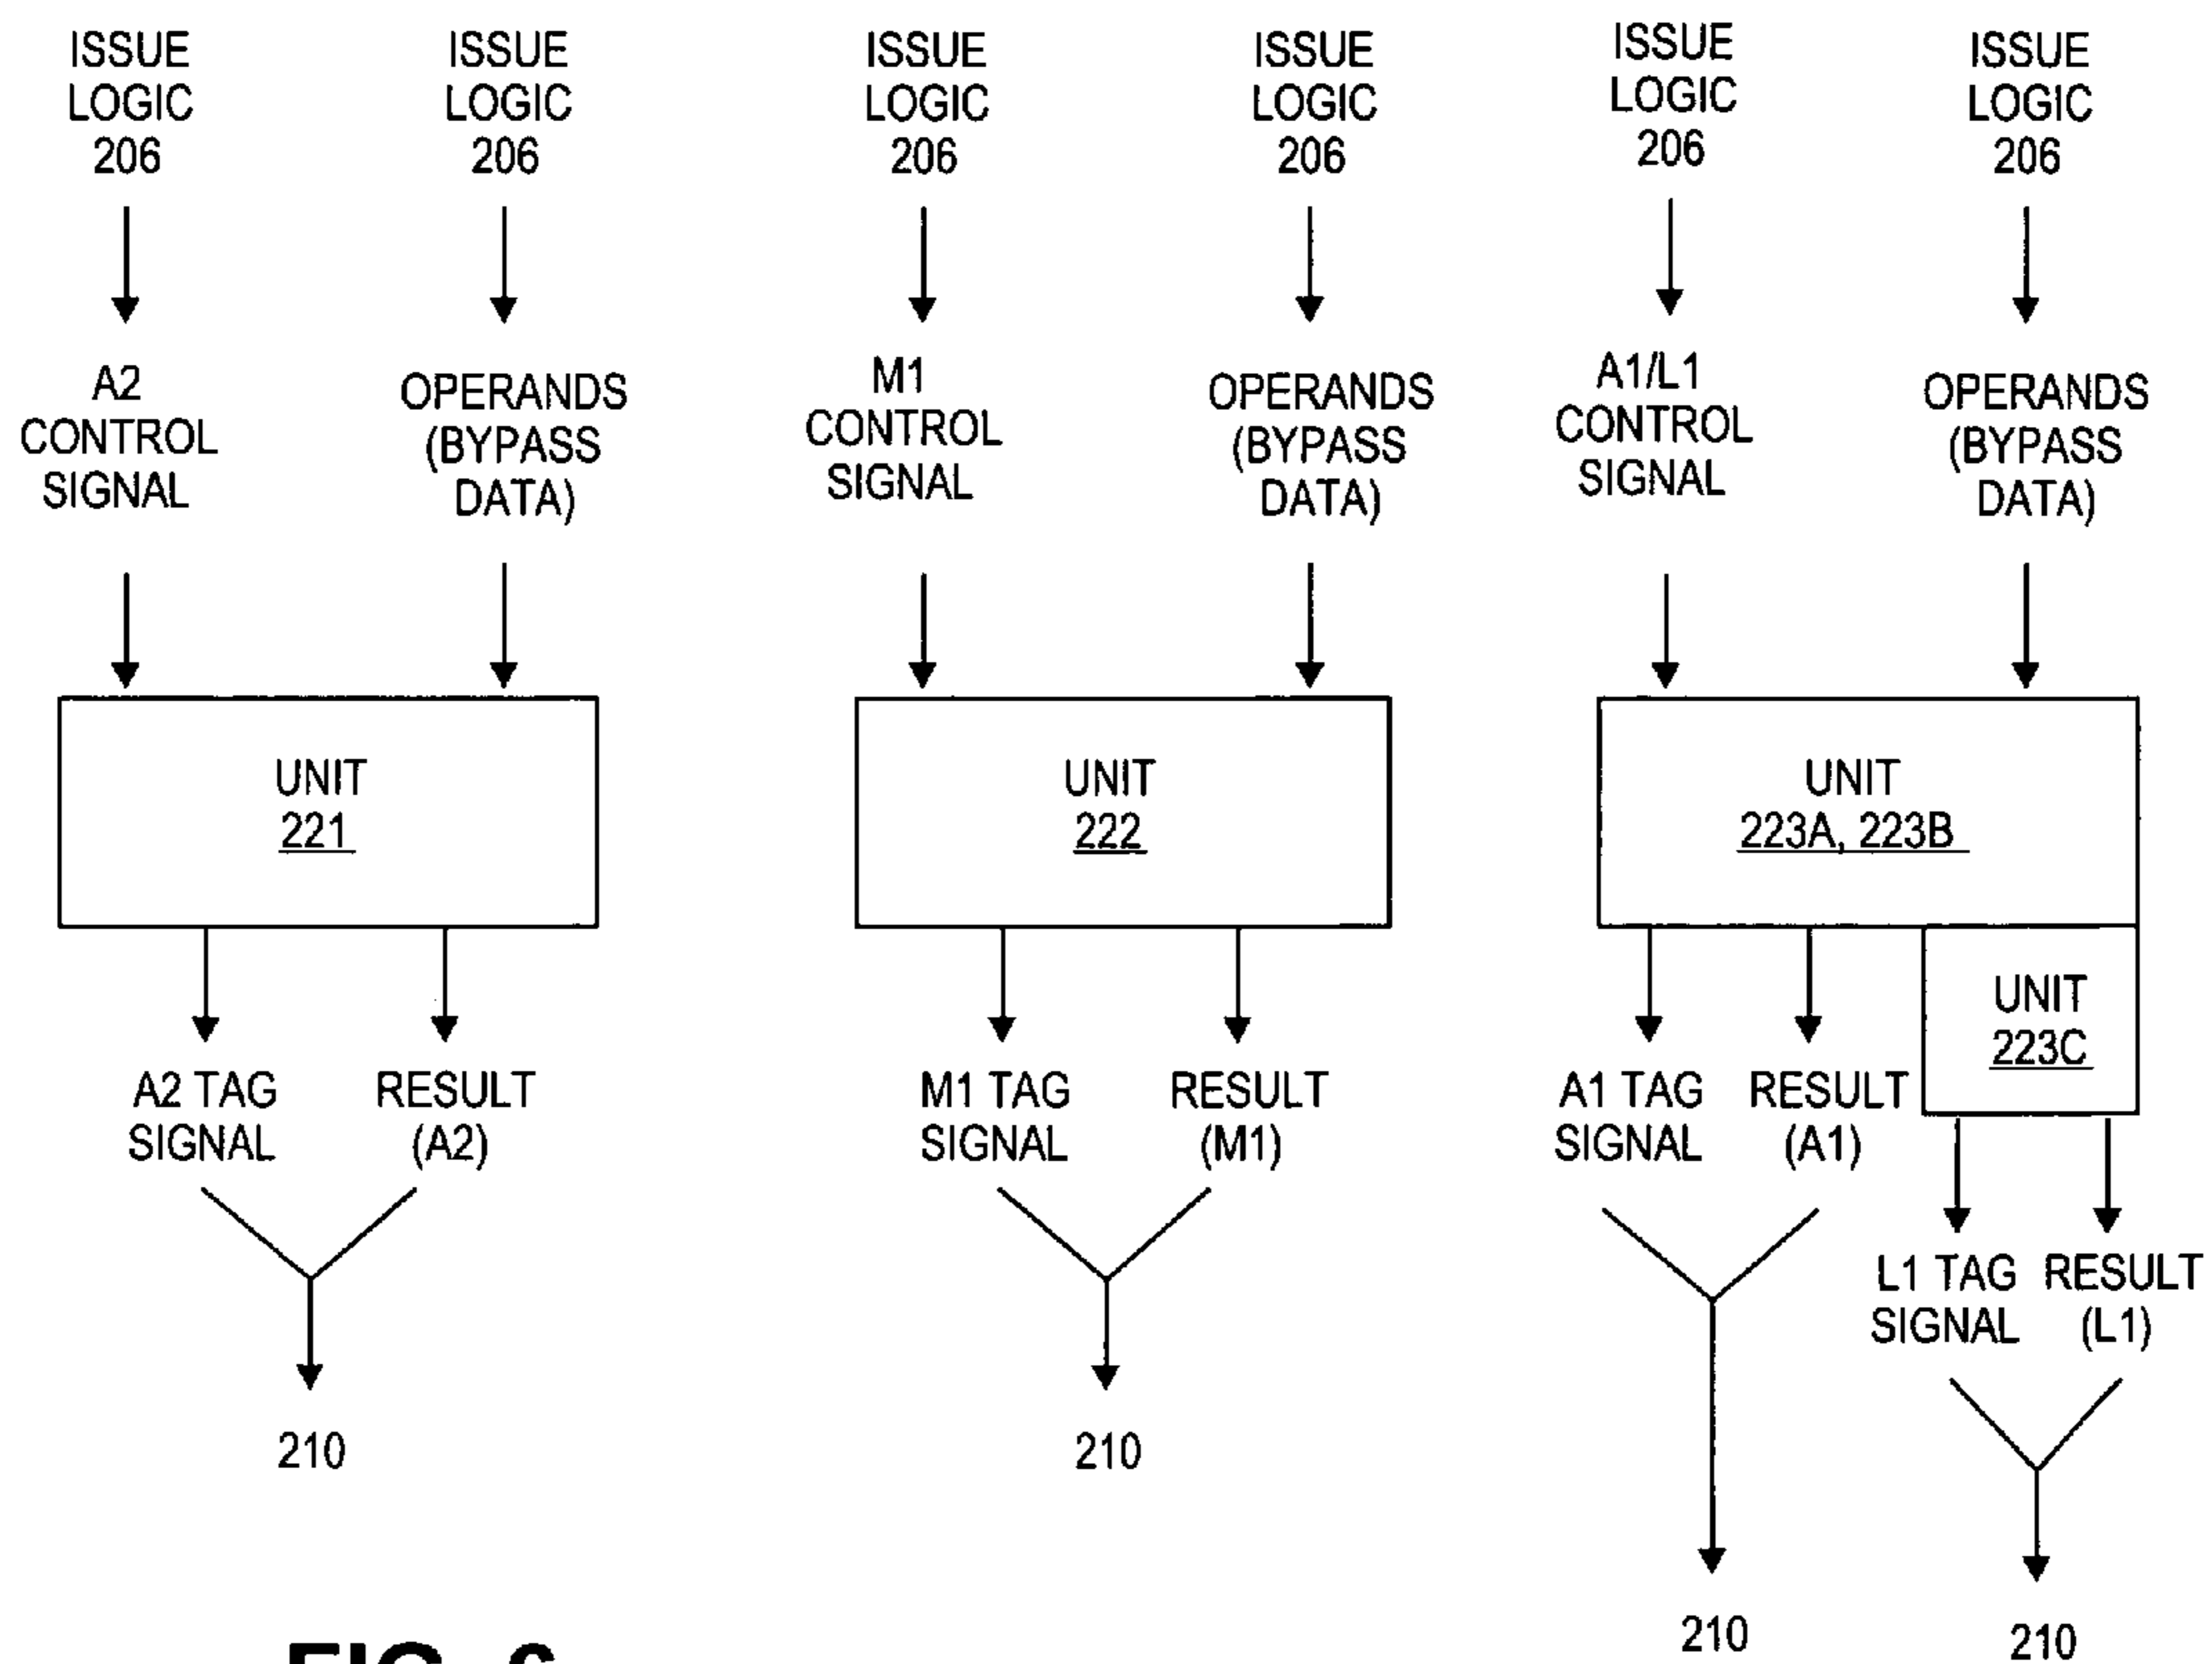 ISSUE
LOGIC
206
ISSUE
LOGIC
206
ISSUE
LOGIC
206
ISSUE
LOGIC
206
ISSUE
LOGIC
206
ISSUE
LOGIC
206
A2
CONTROL
SIGNAL
OPERANDS
(BYPASS
DATA)
M1
CONTROL
SIGNAL
OPERANDS
(BYPASS
DATA)
A1/L1
CONTROL
SIGNAL
OPERANDS
(BYPASS
DATA)
UNIT
221
UNIT
222
UNIT
223A, 223B
UNIT
223C
A2 TAG
SIGNAL
RESULT
(A2)
M1 TAG
SIGNAL
RESULT
(M1)
A1 TAG
SIGNAL
RESULT
(A1)
L1 TAG
SIGNAL
RESULT
(L1)
210
210
210
210
FIG. 6